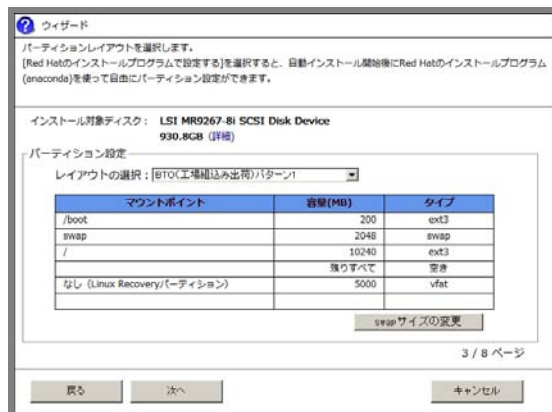 ウィザード
パーティションレイアウトを選択します。
[Red Hatのインストールプログラムで設定する]を選択すると、自動インストール開始後にRed Hatのインストールプログラム
(anaconda)を使って自由にパーティション設定ができます。
インストール対象ディスク： LSI MR9267-8i SCSI Disk Device
930.8GB (詳細)
パーティション設定
レイアウトの選択：BTO(工場組込み出荷)パターン1
マウントポイント 容量(MB) タイプ
/boot 200 ext3
swap 2048 swap
/ 10240 ext3
残りすべて 空き
なし (Linux Recoveryパーティション) 5000 vfat
swapサイズの変更
3 / 8 ページ
戻る 次へ キャンセル